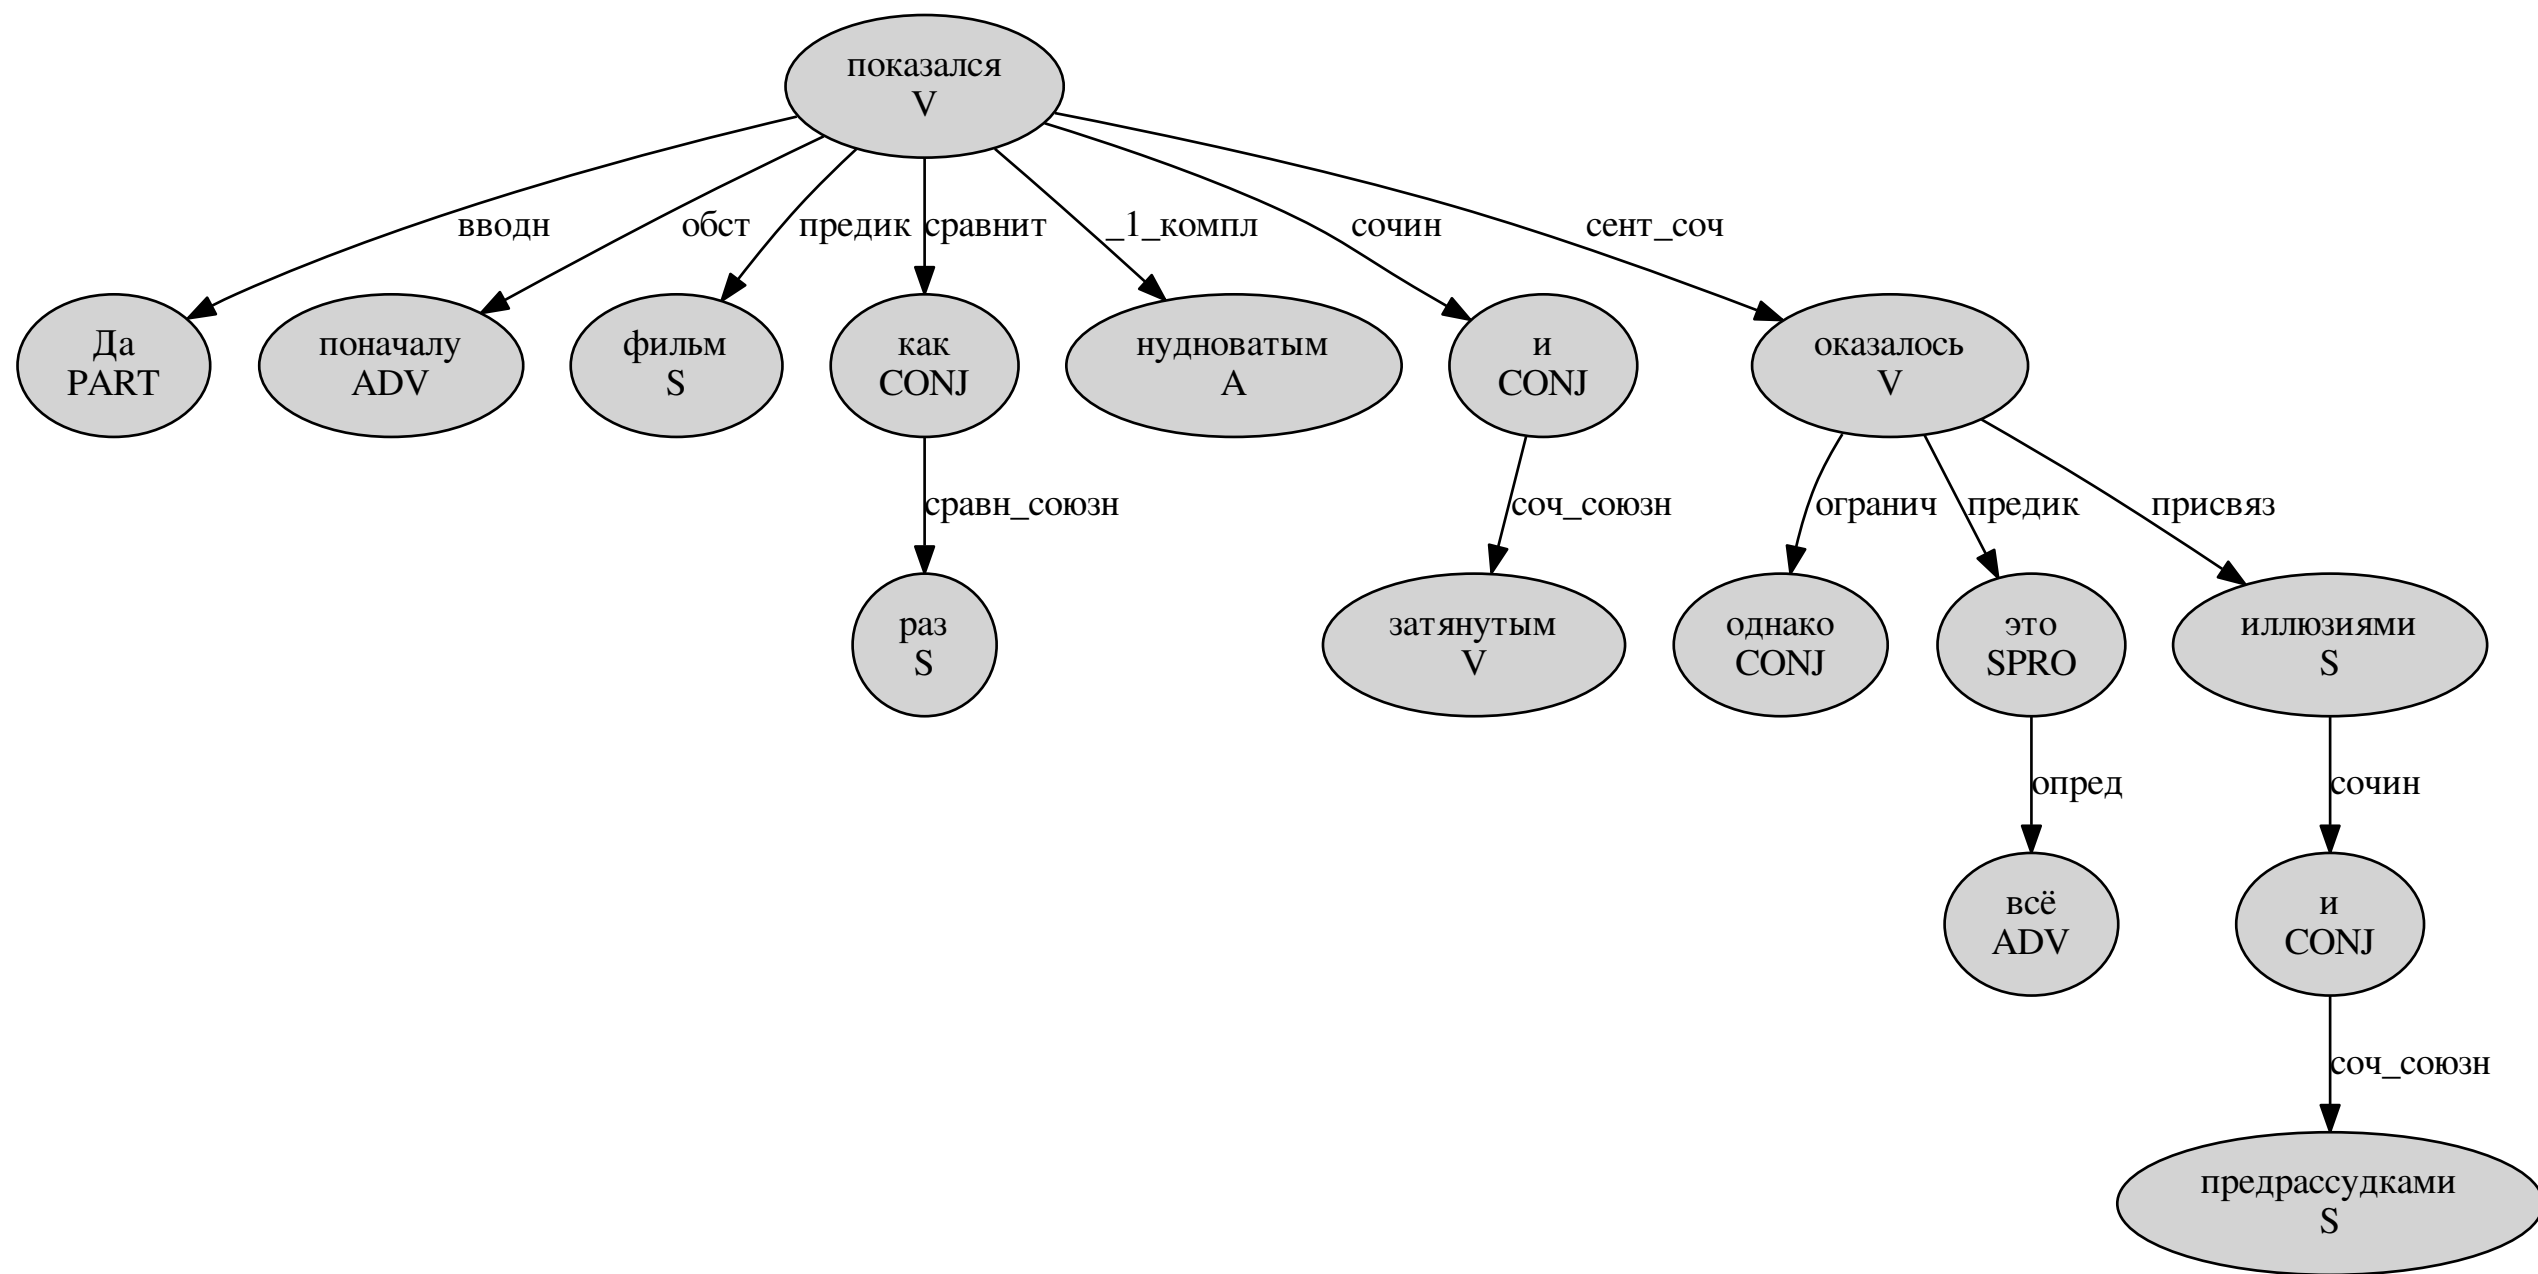 показался
V
вводн
обст
предик
сравнит
_1_компл
сочин
сент_соч
Да
PART
поначалу
ADV
фильм
S
как
CONJ
нудноватым
A
и
CONJ
оказалось
V
сравн_союзн
соч_союзн
огранич
предик
присвяз
раз
S
затянутым
V
однако
CONJ
это
SPRO
иллюзиями
S
опред
сочин
всё
ADV
и
CONJ
соч_союзн
предрассудками
S